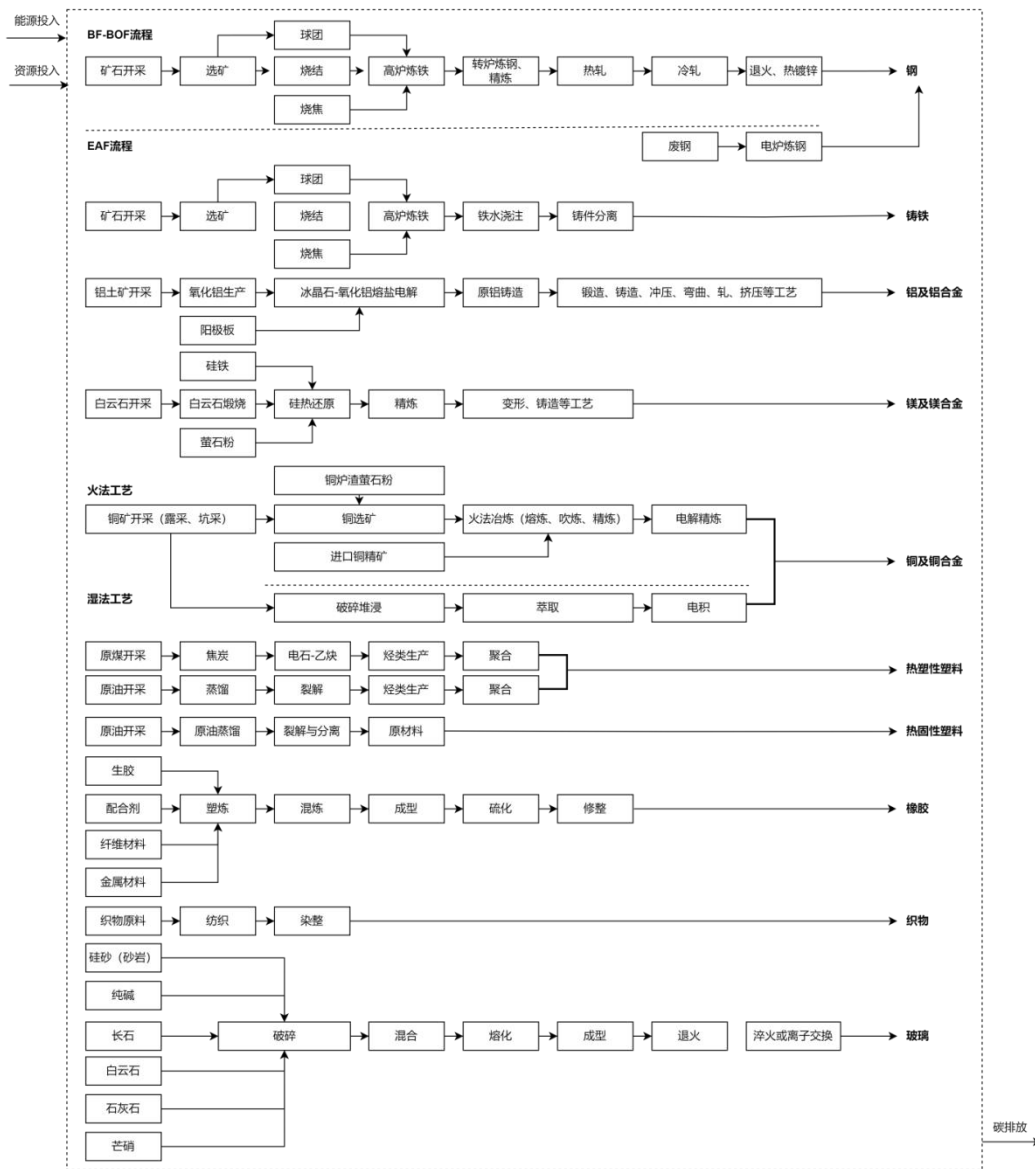 能源投入
资源投入
BF-BOF流程
球团
矿石开采
选矿
烧结
高炉炼铁
转炉炼钢、
精炼
热轧
冷轧
退火、热镀锌
钢
烧焦
EAF流程
废钢
电炉炼钢
球团
矿石开采
选矿
烧结
高炉炼铁
铁水浇注
铸件分离
铸铁
烧焦
铝土矿开采
氧化铝生产
冰晶石-氧化铝熔盐电解
原铝铸造
锻造、铸造、冲压、弯曲、轧、挤压等工艺
铝及铝合金
阳极板
硅铁
白云石开采
白云石煅烧
硅热还原
精炼
变形、铸造等工艺
镁及镁合金
萤石粉
火法工艺
铜炉渣萤石粉
铜矿开采（露采、坑采）
铜选矿
火法冶炼（熔炼、吹炼、精炼）
电解精炼
进口铜精矿
铜及铜合金
湿法工艺
破碎堆浸
萃取
电积
原煤开采
焦炭
电石-乙炔
烃类生产
聚合
热塑性塑料
原油开采
蒸馏
裂解
烃类生产
聚合
原油开采
原油蒸馏
裂解与分离
原材料
热固性塑料
生胶
配合剂
塑炼
混炼
成型
硫化
修整
橡胶
纤维材料
金属材料
织物原料
纺织
染整
织物
硅砂（砂岩）
纯碱
长石
破碎
混合
熔化
成型
退火
淬火或离子交换
玻璃
白云石
石灰石
芒硝
碳排放